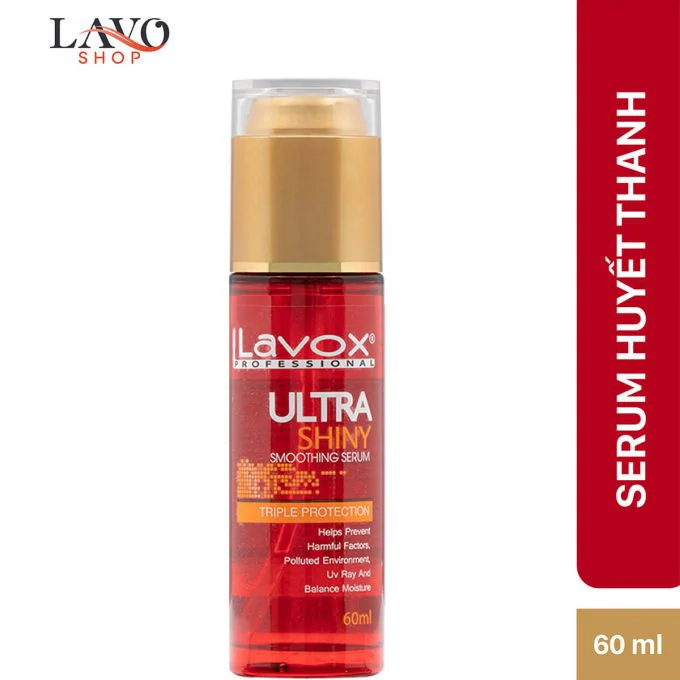 LAVO
SHOP
Lavox®
PROFESSIONAL
ULTRA
SHINY
SMOOTHING SERUM
TRIPLE PROTECTION
Helps Prevent
Harmful Factors,
Polluted Environment,
Uv Ray And
Balance Moisture
60ml
SERUM HUYẾT THANH
60 ml